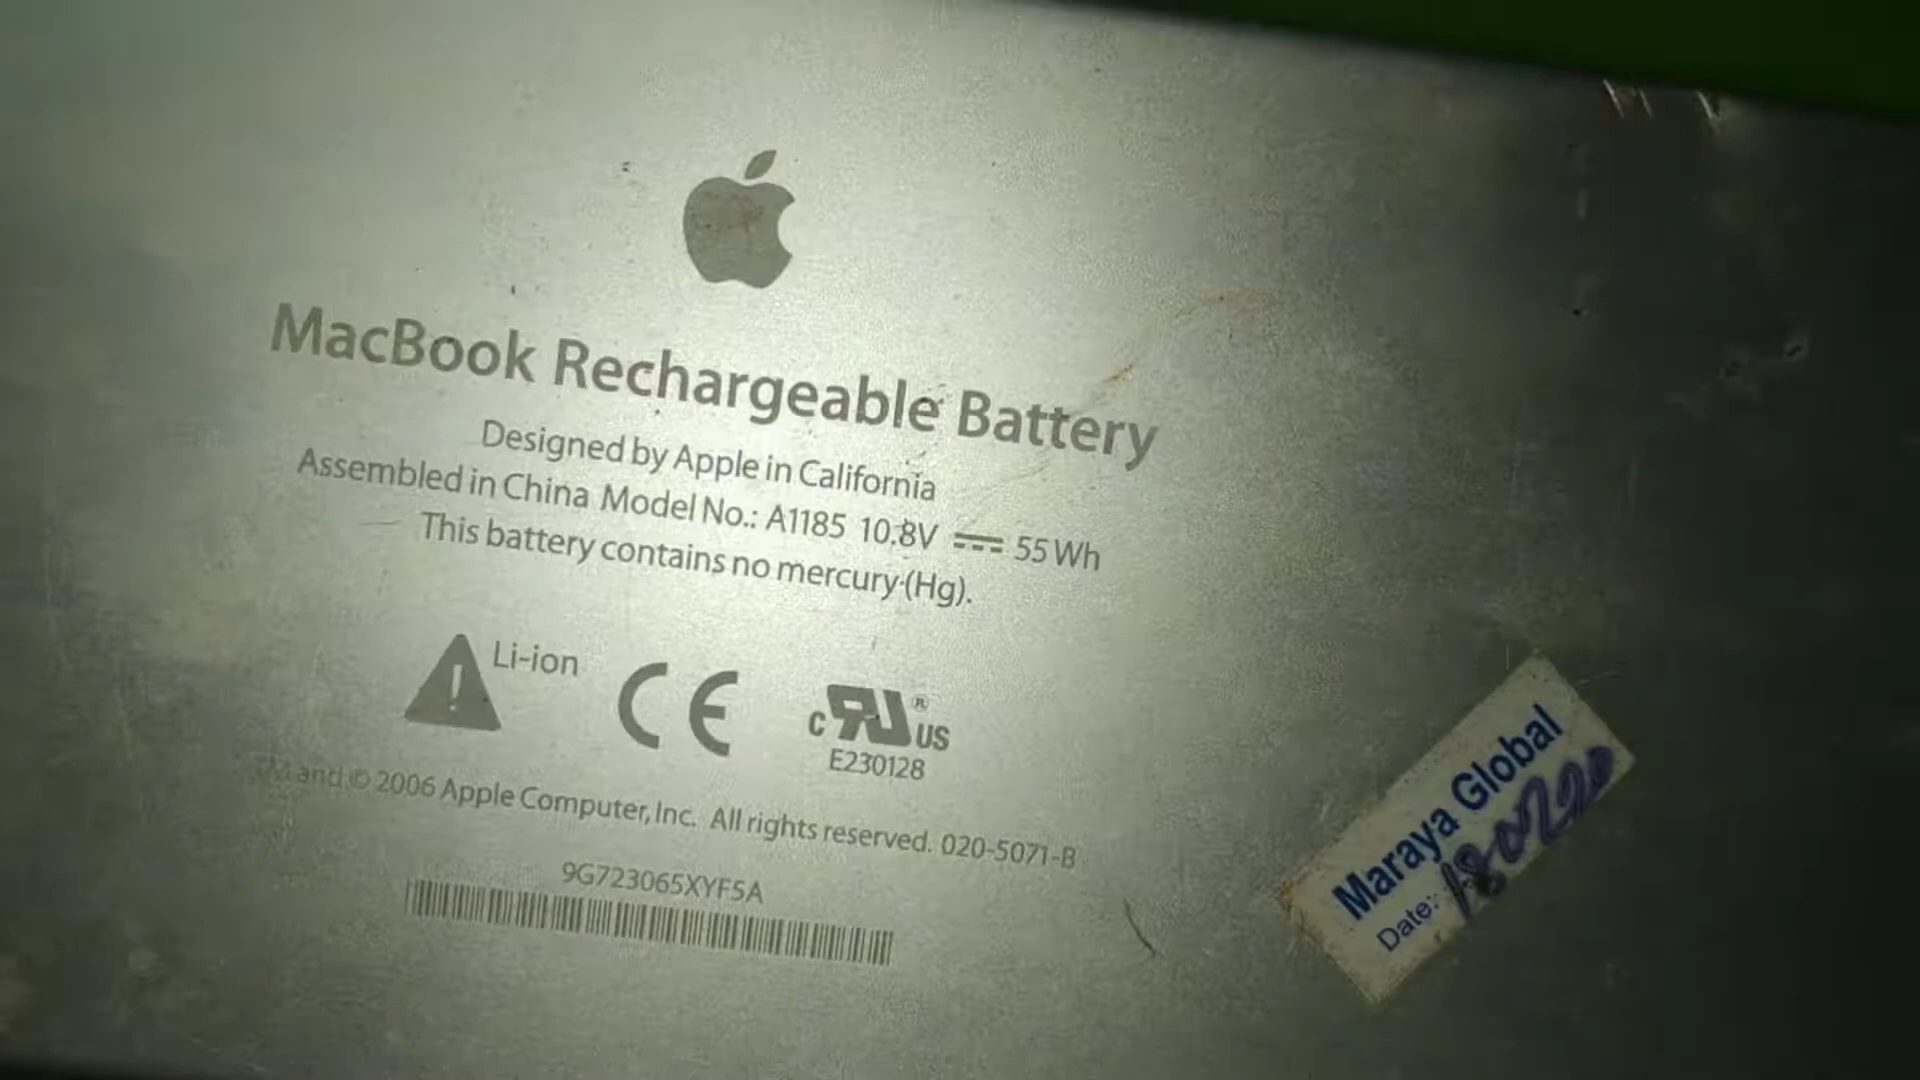 MacBook Rechargeable Battery
Designed by Apple in California
Assembled in China Model No.: A1185 10.8V 55 Wh
This battery contains no mercury (Hg).
Li-ion
CE
c RU ® US
E230128
TM and © 2006 Apple Computer, Inc. All rights reserved. 020-5071-B
9G723065XYF5A
Maraya Global
Date: